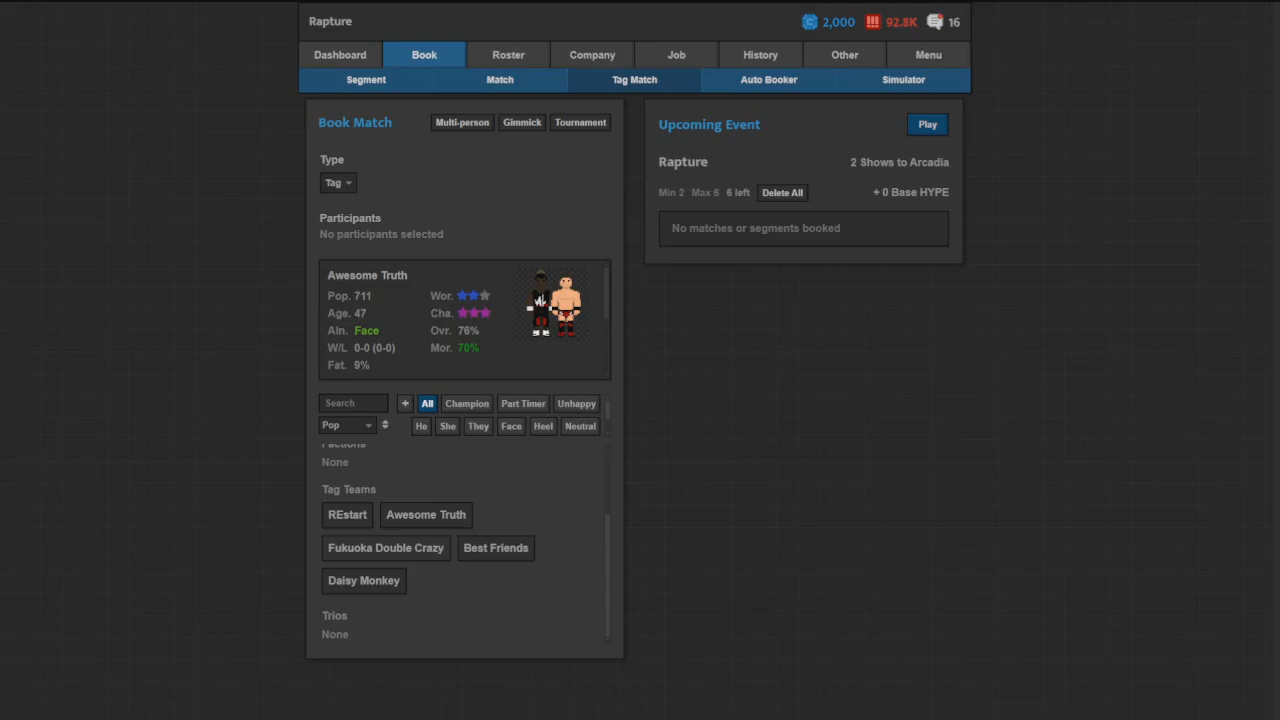 Rapture
2,000 92.8K 16
Dashboard Book Roster Company Job History Other Menu
Segment Match Tag Match Auto Booker Simulator
Book Match Multi-person Gimmick Tournament
Type
Tag
Participants
No participants selected
Awesome Truth
Pop. 711 Wor.
Age. 47 Cha.
Aln. Face Ovr. 76%
W/L 0-0 (0-0) Mor. 70%
Fat. 9%
Search + All Champion Part Timer Unhappy
Pop He She They Face Heel Neutral
Factions
None
Tag Teams
REstart Awesome Truth
Fukuoka Double Crazy Best Friends
Daisy Monkey
Trios
None
Upcoming Event Play
Rapture 2 Shows to Arcadia
Min 2 Max 6 6 left Delete All + 0 Base HYPE
No matches or segments booked